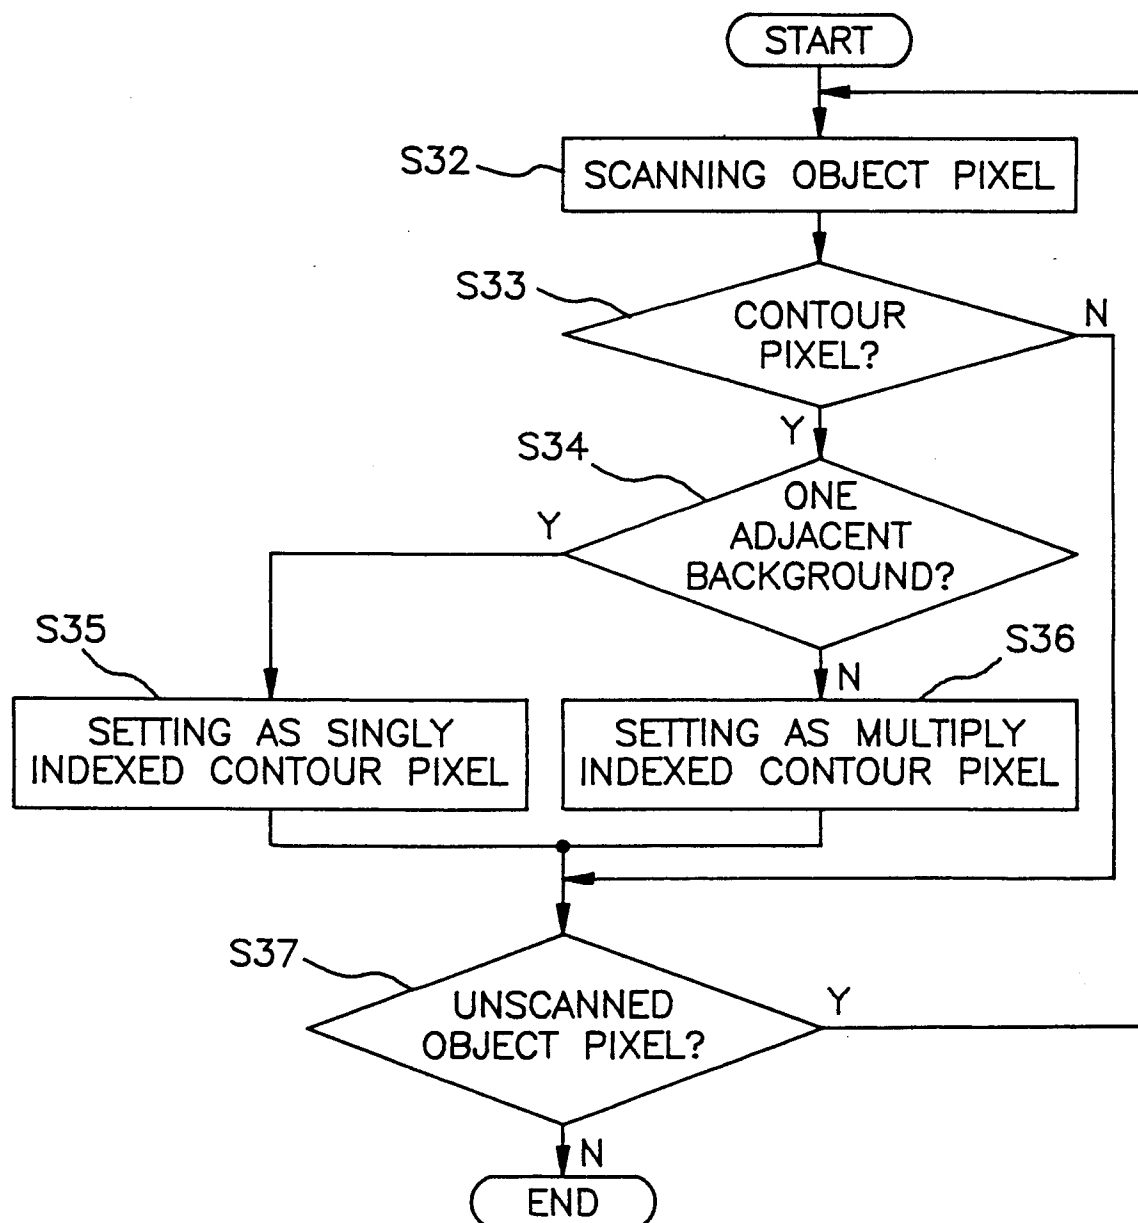 START
S32
SCANNING OBJECT PIXEL
S33
CONTOUR
PIXEL?
N
Y
S34
ONE
ADJACENT
BACKGROUND?
Y
S35
S36
N
SETTING AS SINGLY
INDEXED CONTOUR PIXEL
SETTING AS MULTIPLY
INDEXED CONTOUR PIXEL
S37
UNSCANNED
OBJECT PIXEL?
Y
N
END